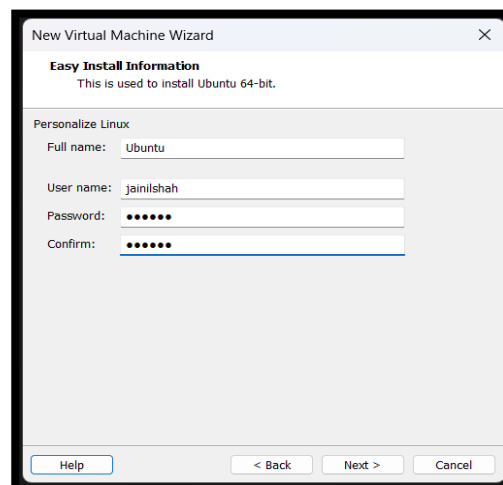 New Virtual Machine Wizard
Easy Install Information
This is used to install Ubuntu 64-bit.
Personalize Linux
Full name: Ubuntu
User name: jainilshah
Password: ●●●●●●
Confirm: ●●●●●●
Help < Back Next > Cancel